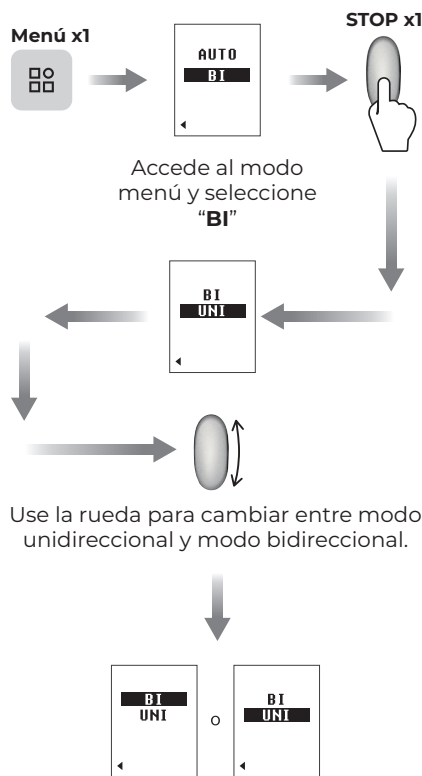 Menú x1
STOP x1
AUTO
BI
Accede al modo
menú y seleccione
“BI”
BI
UNI
Use la rueda para cambiar entre modo
unidireccional y modo bidireccional.
BI
UNI
o
BI
UNI